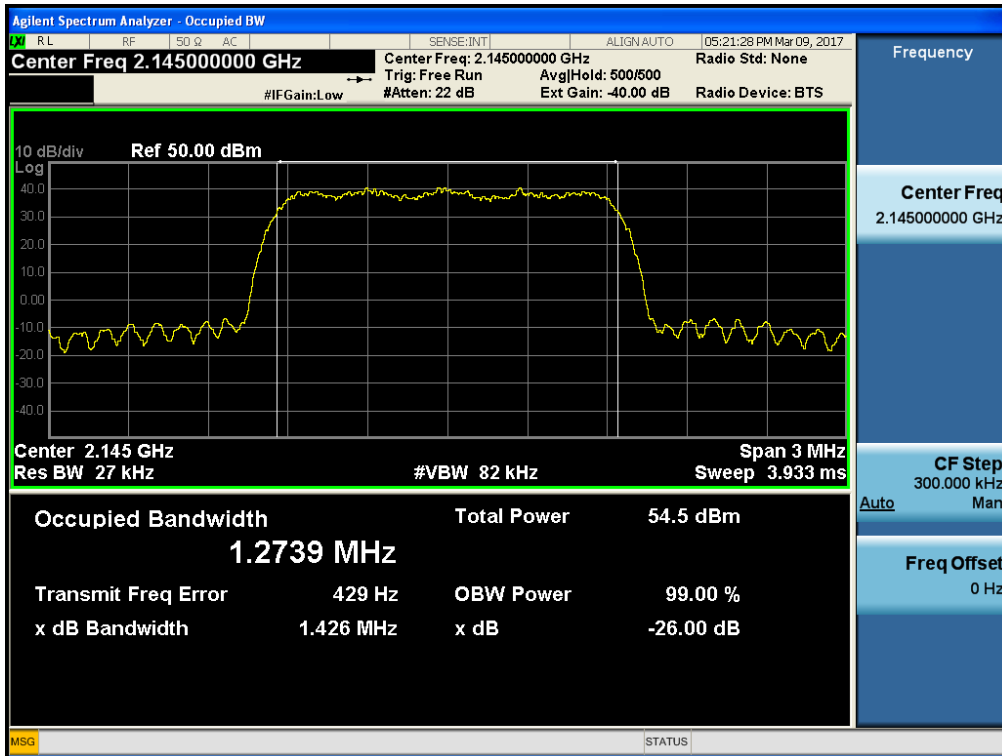 Agilent Spectrum Analyzer - Occupied BW
LXI RL RF 50 Ω AC SENSE:INT ALIGN AUTO 05:21:28 PM Mar 09, 2017
Center Freq 2.145000000 GHz
Center Freq: 2.145000000 GHz Radio Std: None
Trig: Free Run Avg|Hold: 500/500
#IFGain:Low #Atten: 22 dB Ext Gain: -40.00 dB Radio Device: BTS
10 dB/div Ref 50.00 dBm
Log
40.0
30.0
20.0
10.0
0.00
-10.0
-20.0
-30.0
-40.0
Center 2.145 GHz Span 3 MHz
Res BW 27 kHz #VBW 82 kHz Sweep 3.933 ms
Occupied Bandwidth Total Power 54.5 dBm
1.2739 MHz
Transmit Freq Error 429 Hz OBW Power 99.00 %
x dB Bandwidth 1.426 MHz x dB -26.00 dB
Frequency
Center Freq
2.145000000 GHz
CF Step
300.000 kHz
Auto Man
Freq Offset
0 Hz
MSG STATUS